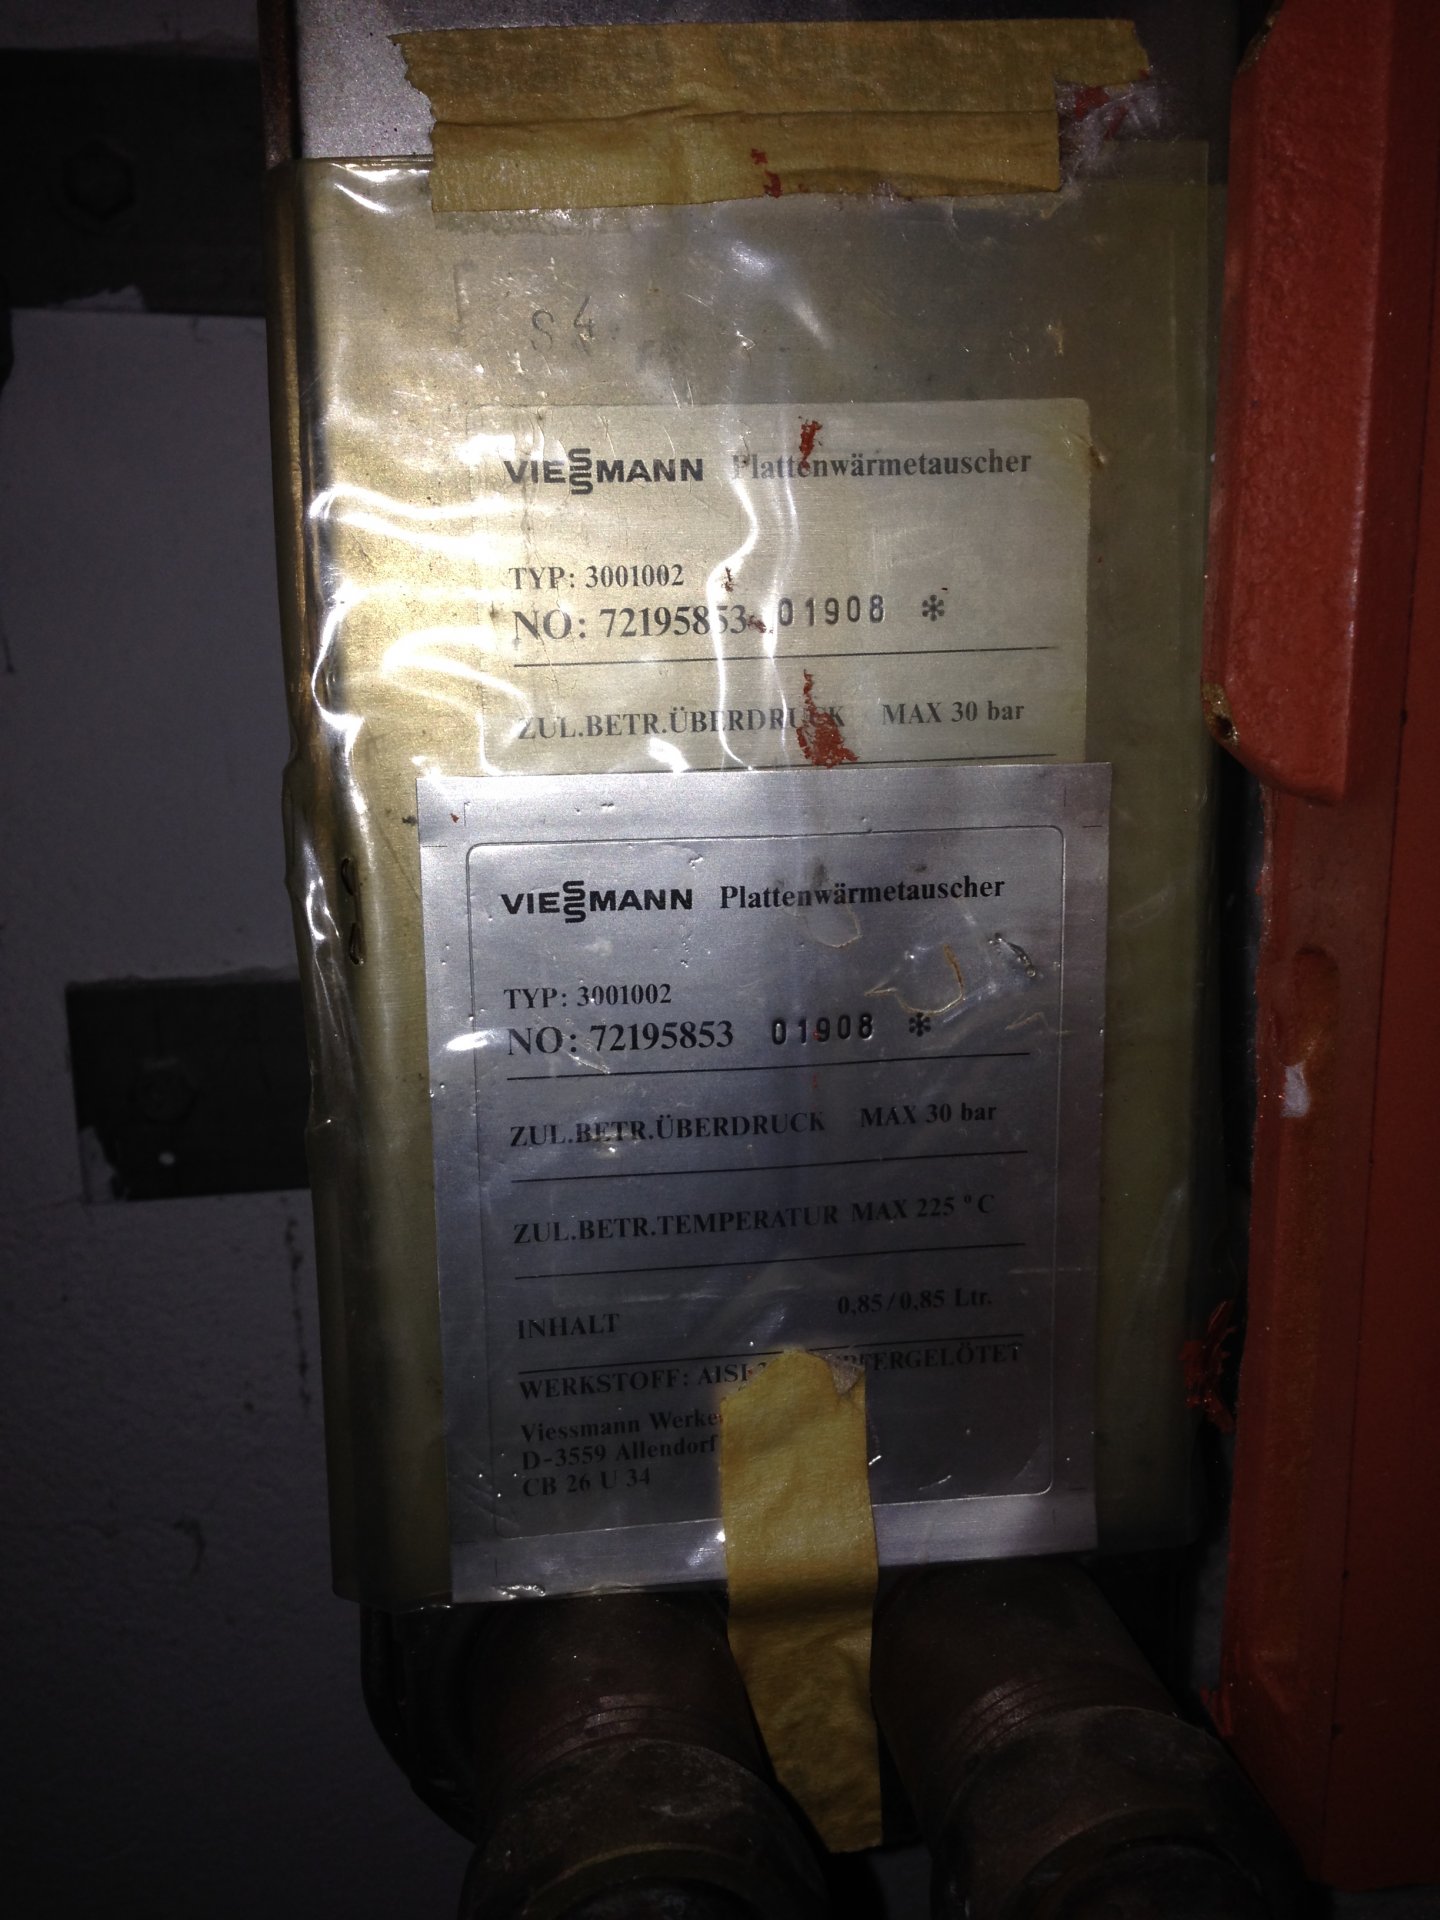 S4
VIESSMANN Plattenwärmetauscher
TYP: 3001002
NO: 72195853 01908 *
ZUL.BETR.ÜBERDRUCK MAX 30 bar
VIESSMANN Plattenwärmetauscher
TYP: 3001002
NO: 72195853 01908 *
ZUL.BETR.ÜBERDRUCK MAX 30 bar
ZUL.BETR.TEMPERATUR MAX 225 °C
INHALT 0,85/0,85 Ltr.
WERKSTOFF: AISI
Viessmann Werke
D-3559 Allendorf
CB 26 U 34